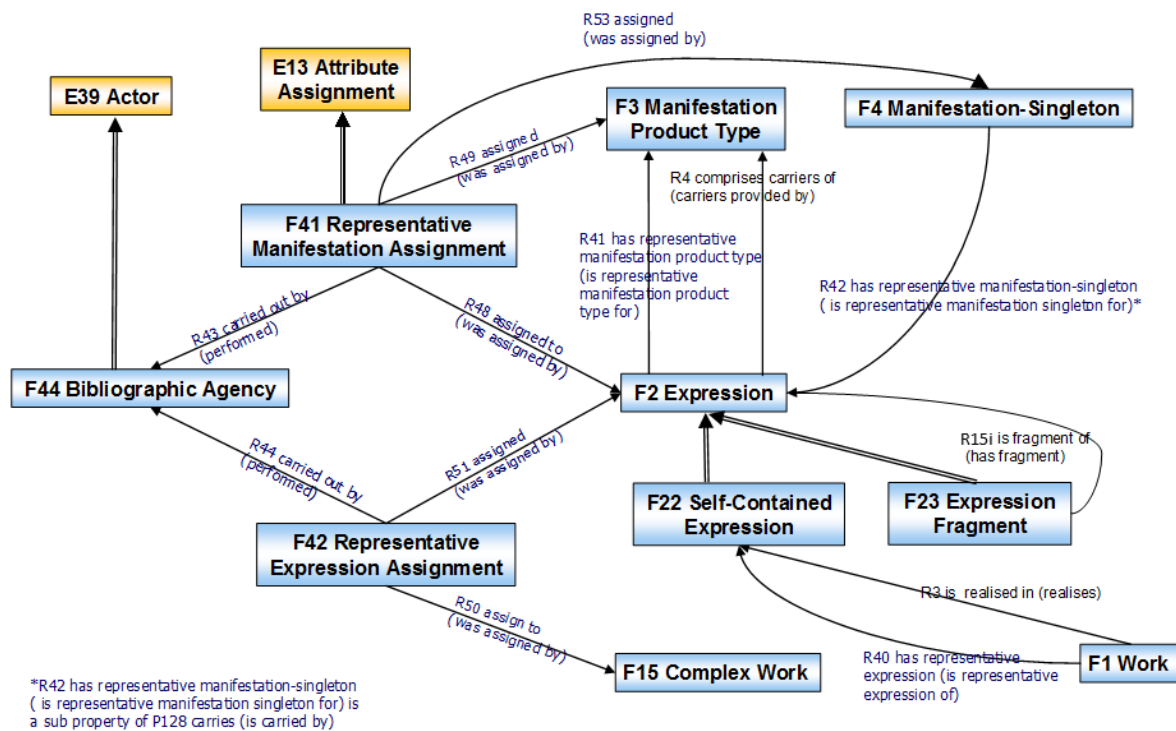 R53 assigned
(was assigned by)
E39 Actor
E13 Attribute
Assignment
F3 Manifestation
Product Type
F4 Manifestation-Singleton
R49 assigned
(was assigned by)
R4 comprises carriers of
(carriers provided by)
F41 Representative
Manifestation Assignment
R41 has representative
manifestation product type
(is representative
manifestation product
type for)
R42 has representative manifestation-singleton
( is representative manifestation singleton for)*
R43 carried out by
(performed)
R48 assigned to
(was assigned by)
F44 Bibliographic Agency
F2 Expression
R44 carried out by
(performed)
R51 assigned
(was assigned by)
R15i is fragment of
(has fragment)
F22 Self-Contained
Expression
F23 Expression
Fragment
F42 Representative
Expression Assignment
R3 is realised in (realises)
R50 assign to
(was assigned by)
F15 Complex Work
R40 has representative
expression (is representative
expression of)
F1 Work
*R42 has representative manifestation-singleton
( is representative manifestation singleton for) is
a sub property of P128 carries (is carried by)